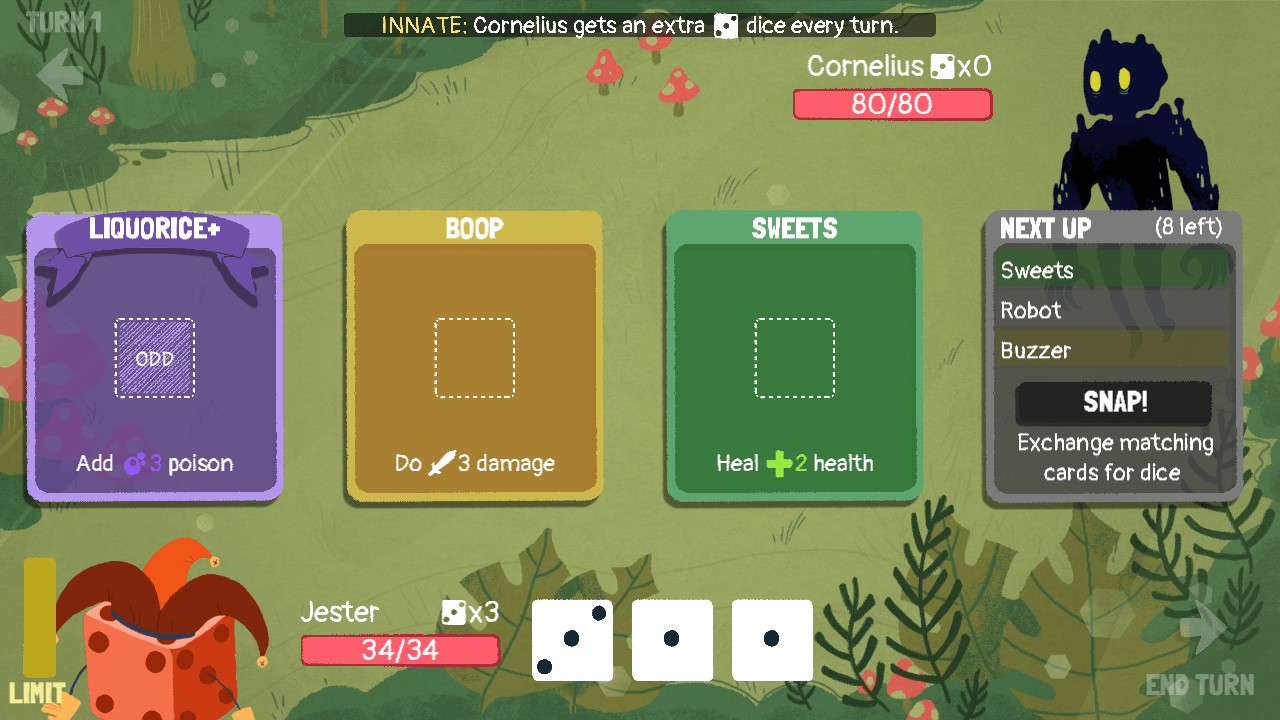 TURN 1
INNATE: Cornelius gets an extra dice every turn.
Cornelius x0
80/80
LIQUORICE+
ODD
Add 3 poison
BOOP
Do 3 damage
SWEETS
Heal 2 health
NEXT UP (8 left)
Sweets
Robot
Buzzer
SNAP!
Exchange matching
cards for dice
Jester x3
34/34
LIMIT
END TURN